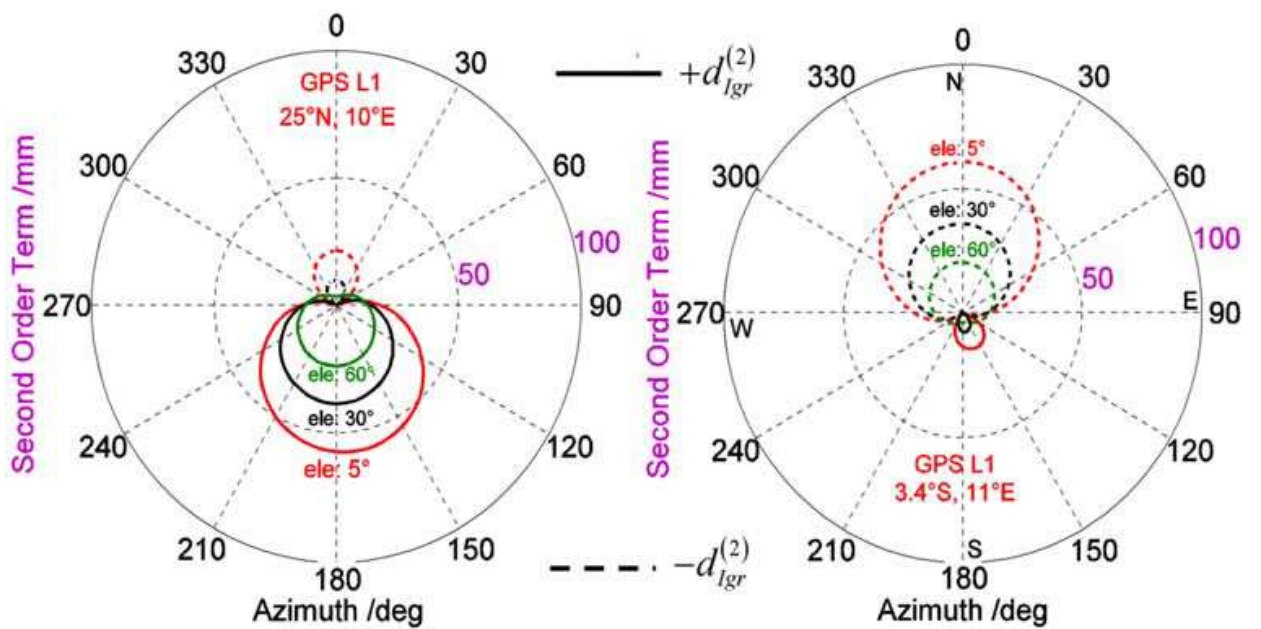 0
330
30
GPS L1
25°N, 10°E
300
60
100
50
270
90
ele: 60°
ele: 30°
ele: 5°
240
120
210
150
180
Azimuth /deg
Second Order Term /mm
+d_{Igr}^{(2)}
-d_{Igr}^{(2)}
0
N
330
30
ele: 5°
300
60
ele: 30°
ele: 60°
100
50
270
W
E
90
240
120
GPS L1
3.4°S, 11°E
210
S
150
180
Azimuth /deg
Second Order Term /mm